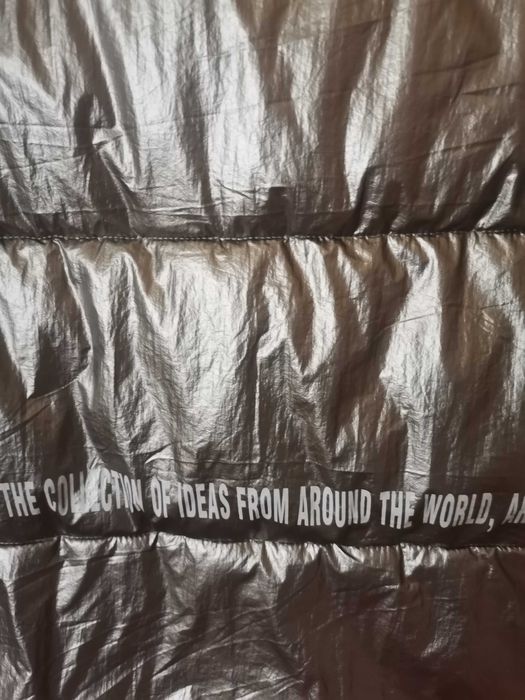 THE COLLECTION OF IDEAS FROM AROUND THE WORLD,